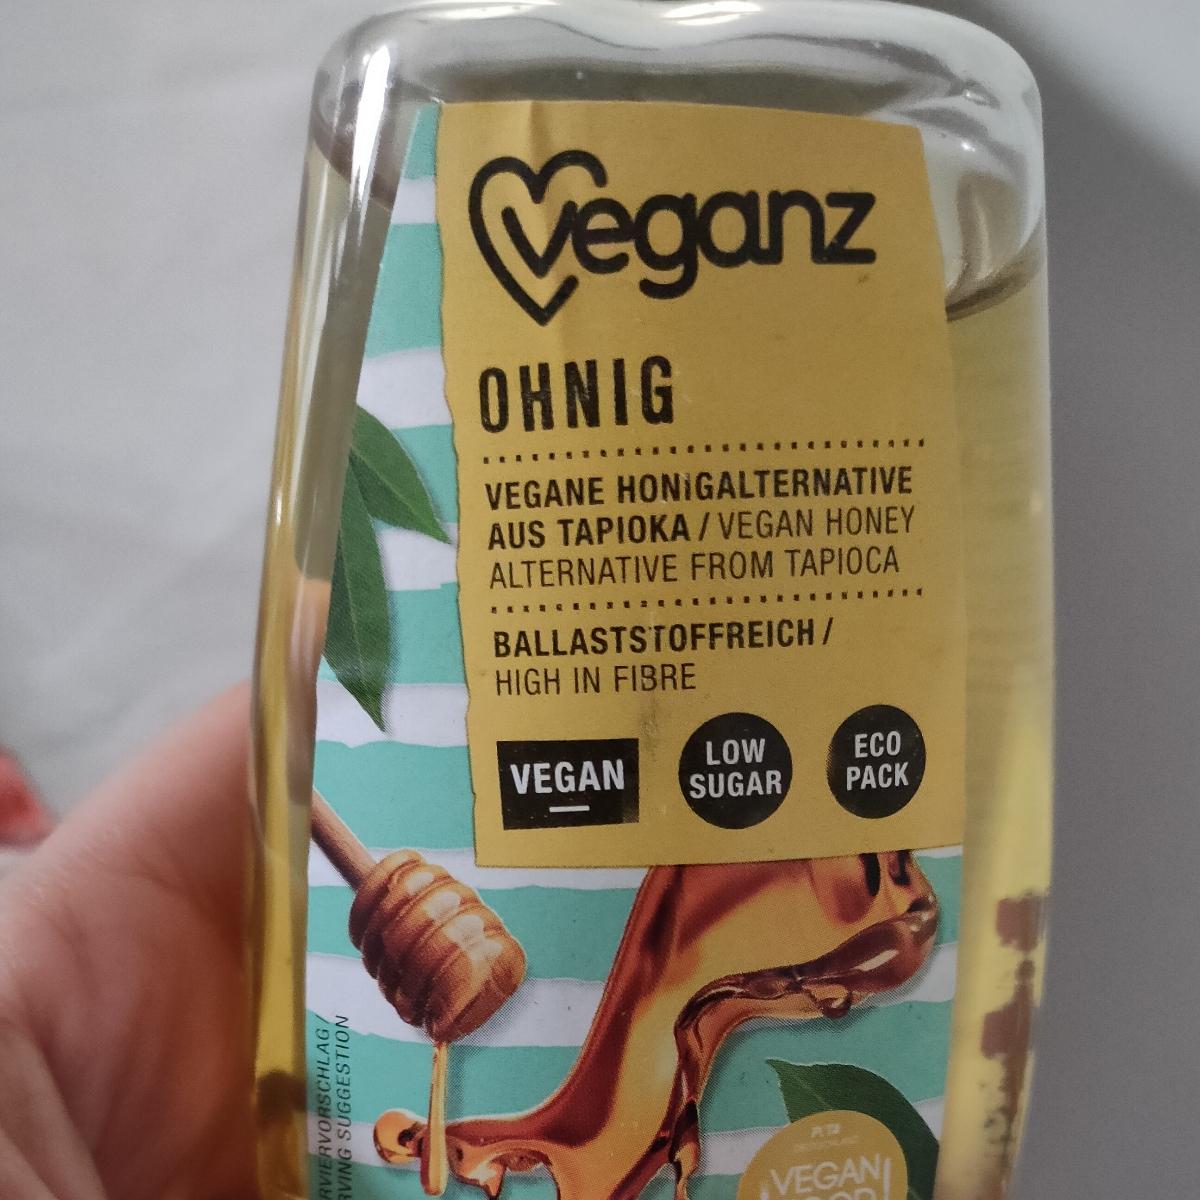 veganz
OHNIG
VEGANE HONIGALTERNATIVE
AUS TAPIOKA / VEGAN HONEY
ALTERNATIVE FROM TAPIOCA
BALLASTSTOFFREICH /
HIGH IN FIBRE
VEGAN
LOW
SUGAR
ECO
PACK
SUGGESTION
VEGAN